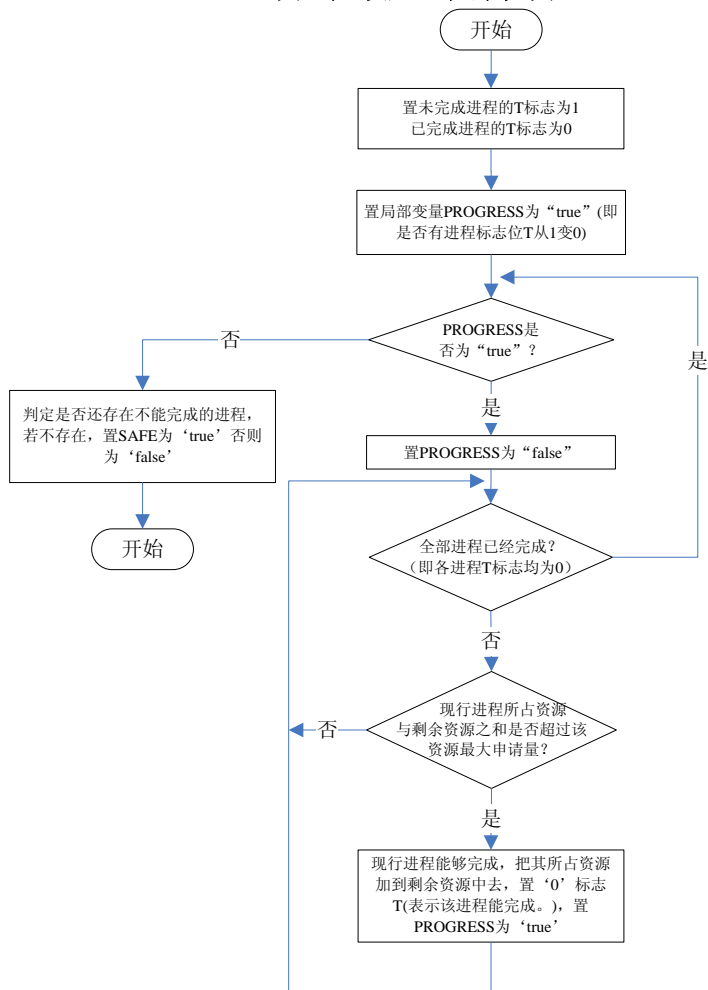 开始
置未完成进程的T标志为1
已完成进程的T标志为0
置局部变量PROGRESS为“true”(即
是否有进程标志位T从1变0)
PROGRESS是
否为“true”？
否
是
是
判定是否还存在不能完成的进程，
若不存在，置SAFE为‘true’否则
为‘false’
置PROGRESS为“false”
开始
全部进程已经完成？
（即各进程T标志均为0）
否
现行进程所占资源
与剩余资源之和是否超过该
资源最大申请量？
否
是
现行进程能够完成，把其所占资源
加到剩余资源中去，置‘0’标志
T(表示该进程能完成。)，置
PROGRESS为‘true’